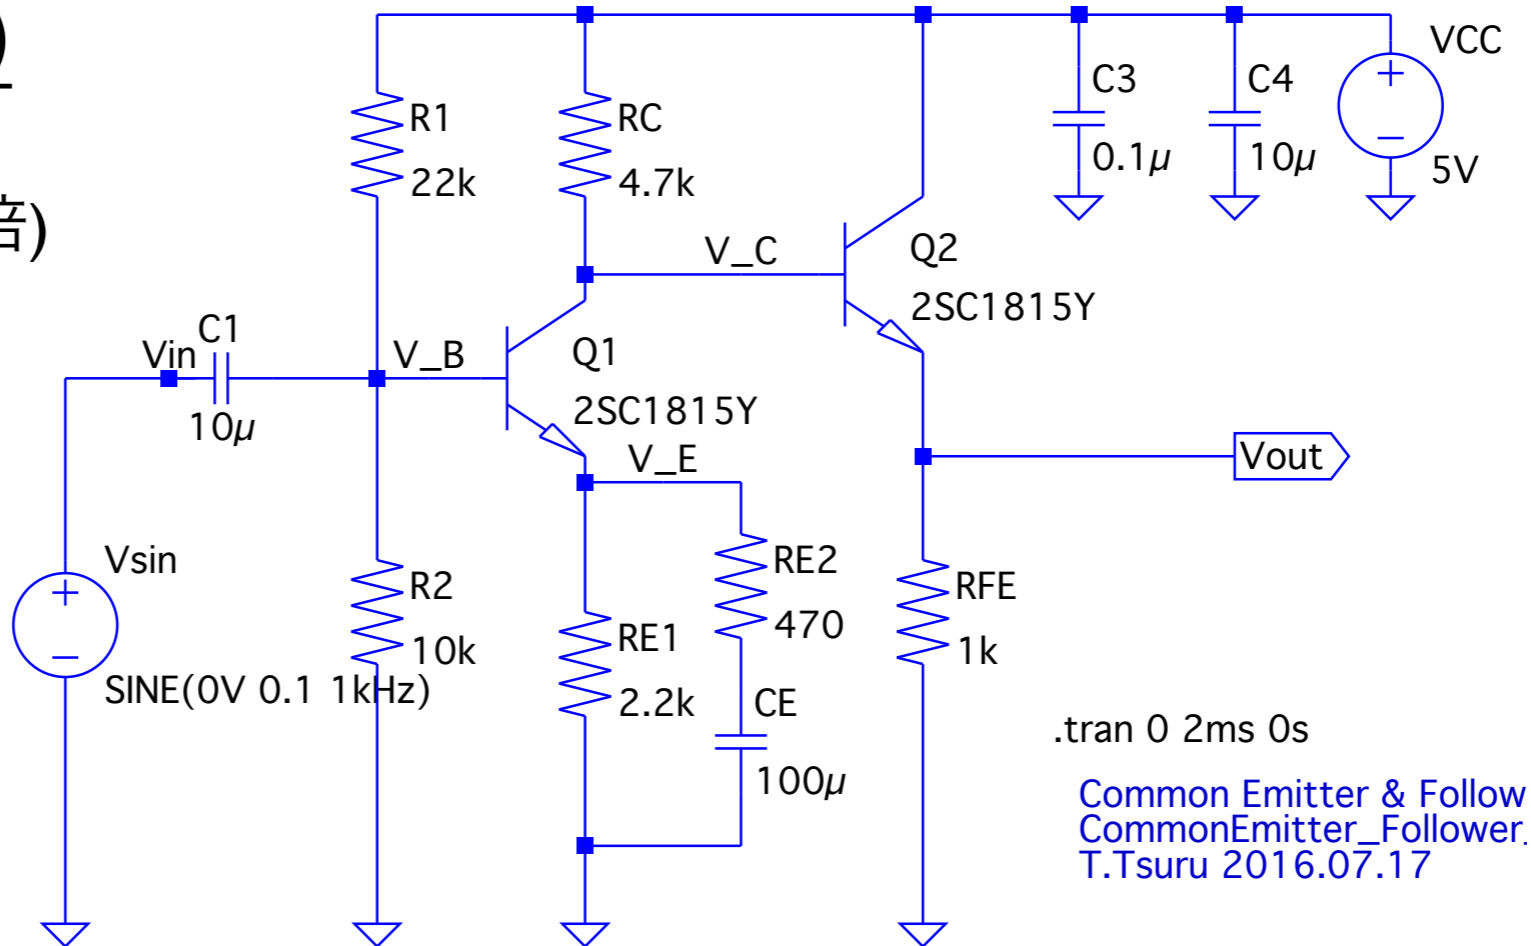 倍)
VCC
5V
C3
0.1µ
C4
10µ
R1
22k
RC
4.7k
V_C
Q2
2SC1815Y
Vin
C1
10µ
V_B
Q1
2SC1815Y
V_E
Vout
Vsin
SINE(0V 0.1 1kHz)
R2
10k
RE1
2.2k
RE2
470
CE
100µ
RFE
1k
.tran 0 2ms 0s
Common Emitter & Follow
CommonEmitter_Follower_
T.Tsuru 2016.07.17